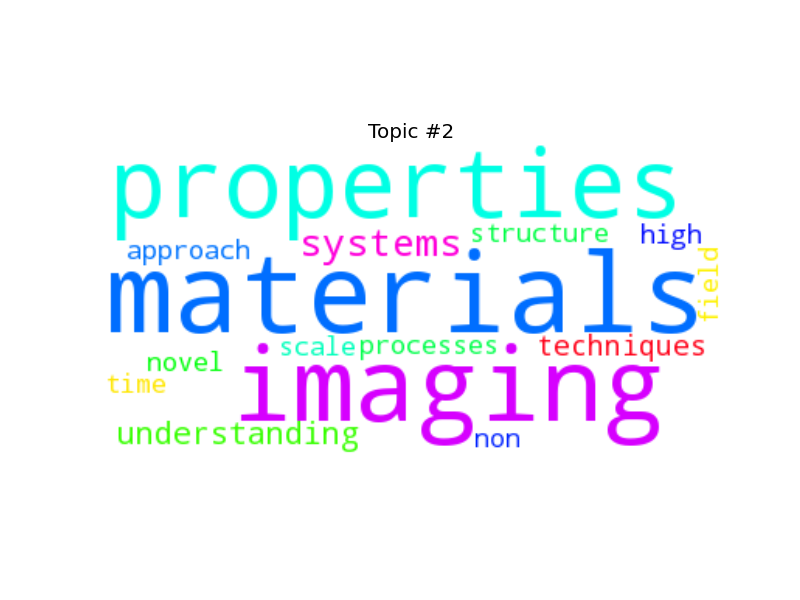 Topic #2
properties
approach systems structure high
materials field
scale processes techniques
novel
time imaging
understanding non